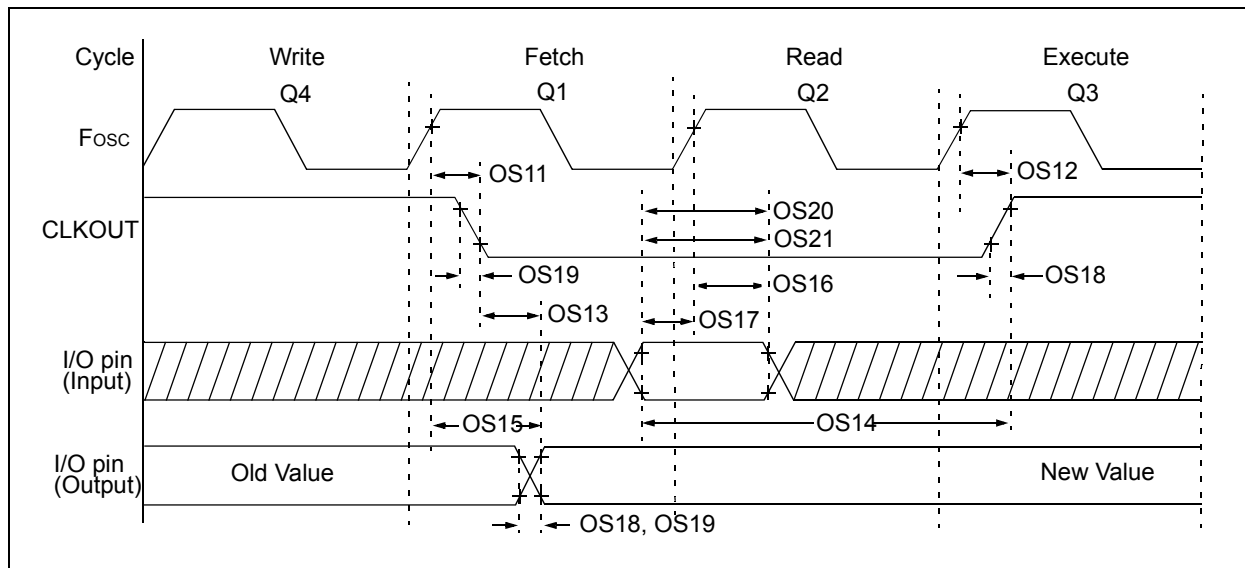 Cycle Write Fetch Read Execute
Q4 Q1 Q2 Q3
Fosc
OS11 OS12
OS20
CLKOUT OS21
OS19 OS16 OS18
OS13 OS17
I/O pin
(Input)
OS15 OS14
I/O pin
(Output) Old Value New Value
OS18, OS19